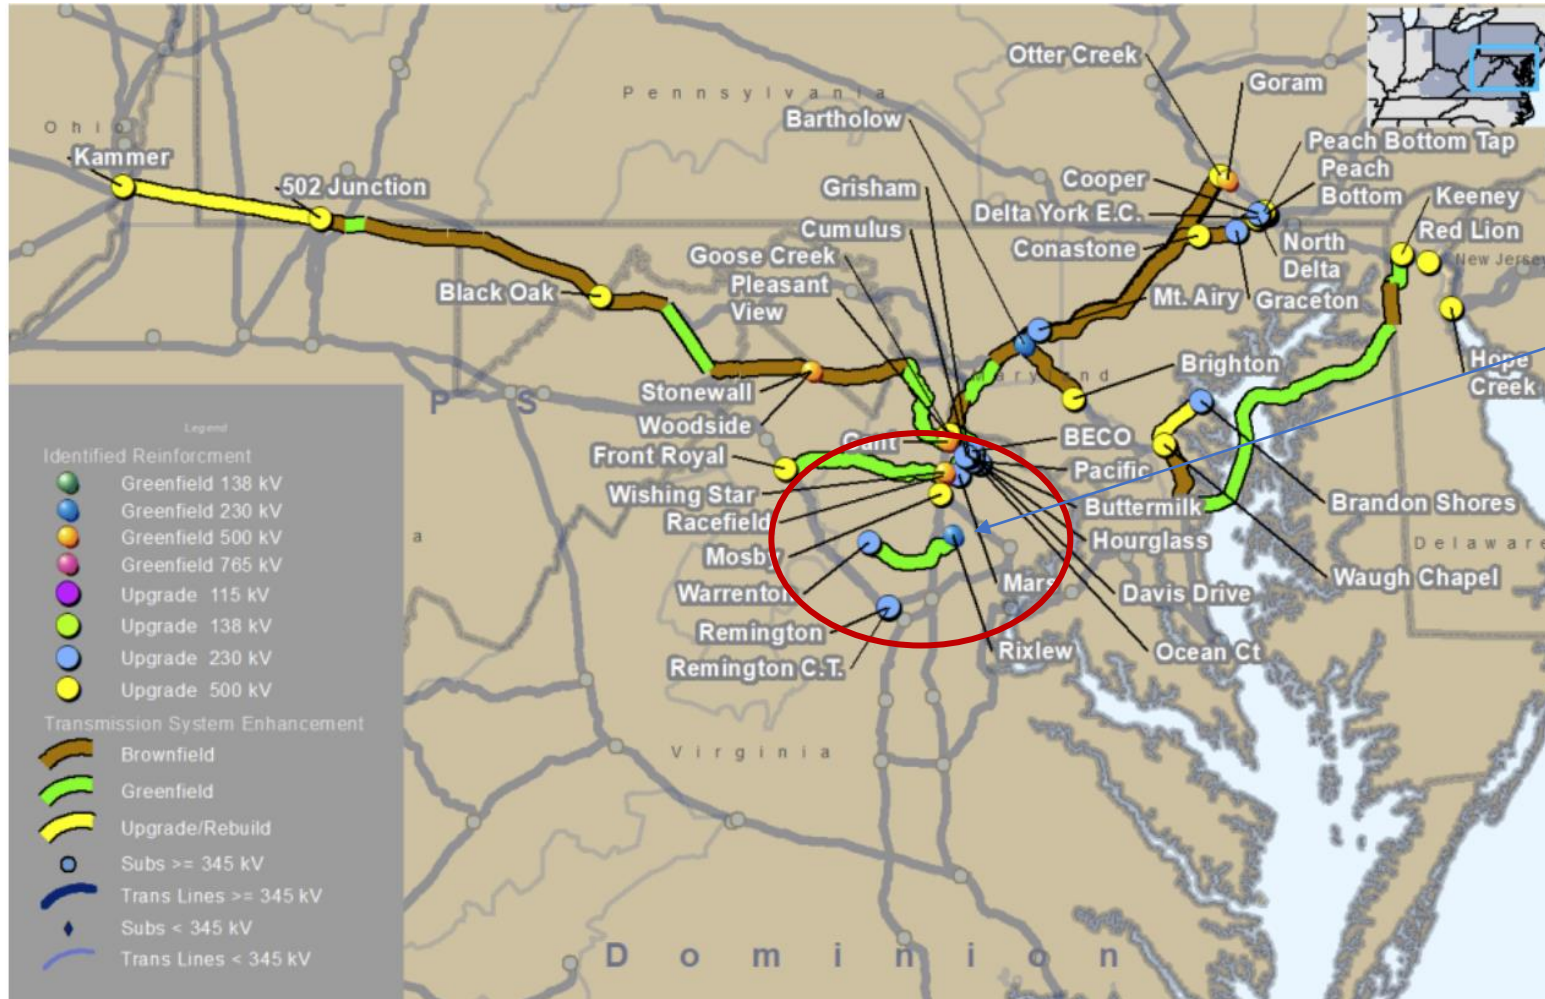 Otter Creek
Goram
Pennsylvania
Bartholow
Ohio
Peach Bottom Tap
Kammer
Cooper
Peach
Bottom
502 Junction
Grisham
Keeney
Delta York E.C.
Cumulus
Red Lion
Conastone
North
Delta
Goose Creek
New Jersey
Pleasant
View
Black Oak
Mt. Airy
Graceton
Maryland
Brighton
Hope
Creek
Stonewall
P S
Woodside
Gant
BECO
Front Royal
Pacific
Wishing Star
Brandon Shores
Buttermilk
Racefield
Hourglass
a
Delaware
Mosby
Waugh Chapel
Warrenton
Mars
Davis Drive
Remington
Rixlew
Ocean Ct
Remington C.T.
Virginia
Dominion
Legend
Identified Reinforcment
Greenfield 138 kV
Greenfield 230 kV
Greenfield 500 kV
Greenfield 765 kV
Upgrade 115 kV
Upgrade 138 kV
Upgrade 230 kV
Upgrade 500 kV
Transmission System Enhancement
Brownfield
Greenfield
Upgrade/Rebuild
Subs >= 345 kV
Trans Lines >= 345 kV
Subs < 345 kV
Trans Lines < 345 kV